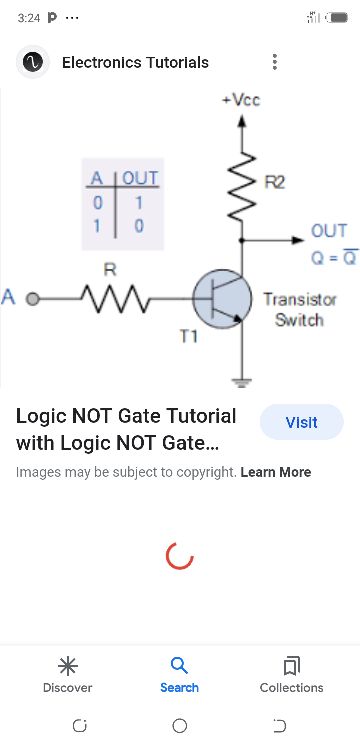 3:24 P ...
Electronics Tutorials
+Vcc
R2
A OUT
0 1
1 0
OUT
Q = Q̅
R
A
Transistor
Switch
T1
Logic NOT Gate Tutorial
with Logic NOT Gate...
Visit
Images may be subject to copyright. Learn More
Discover
Search
Collections